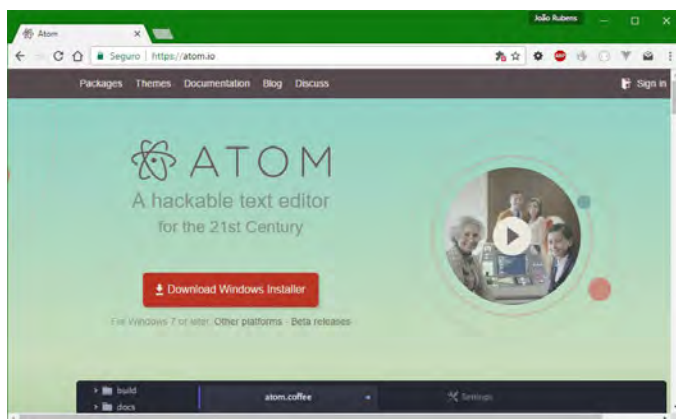 João Rubens
Atom
Seguro | https://atom.io
Packages Themes Documentation Blog Discuss
Sign in
ATOM
A hackable text editor
for the 21st Century
Download Windows Installer
For Windows 7 or later. Other platforms - Beta releases
build
atom.coffee
Settings
docs